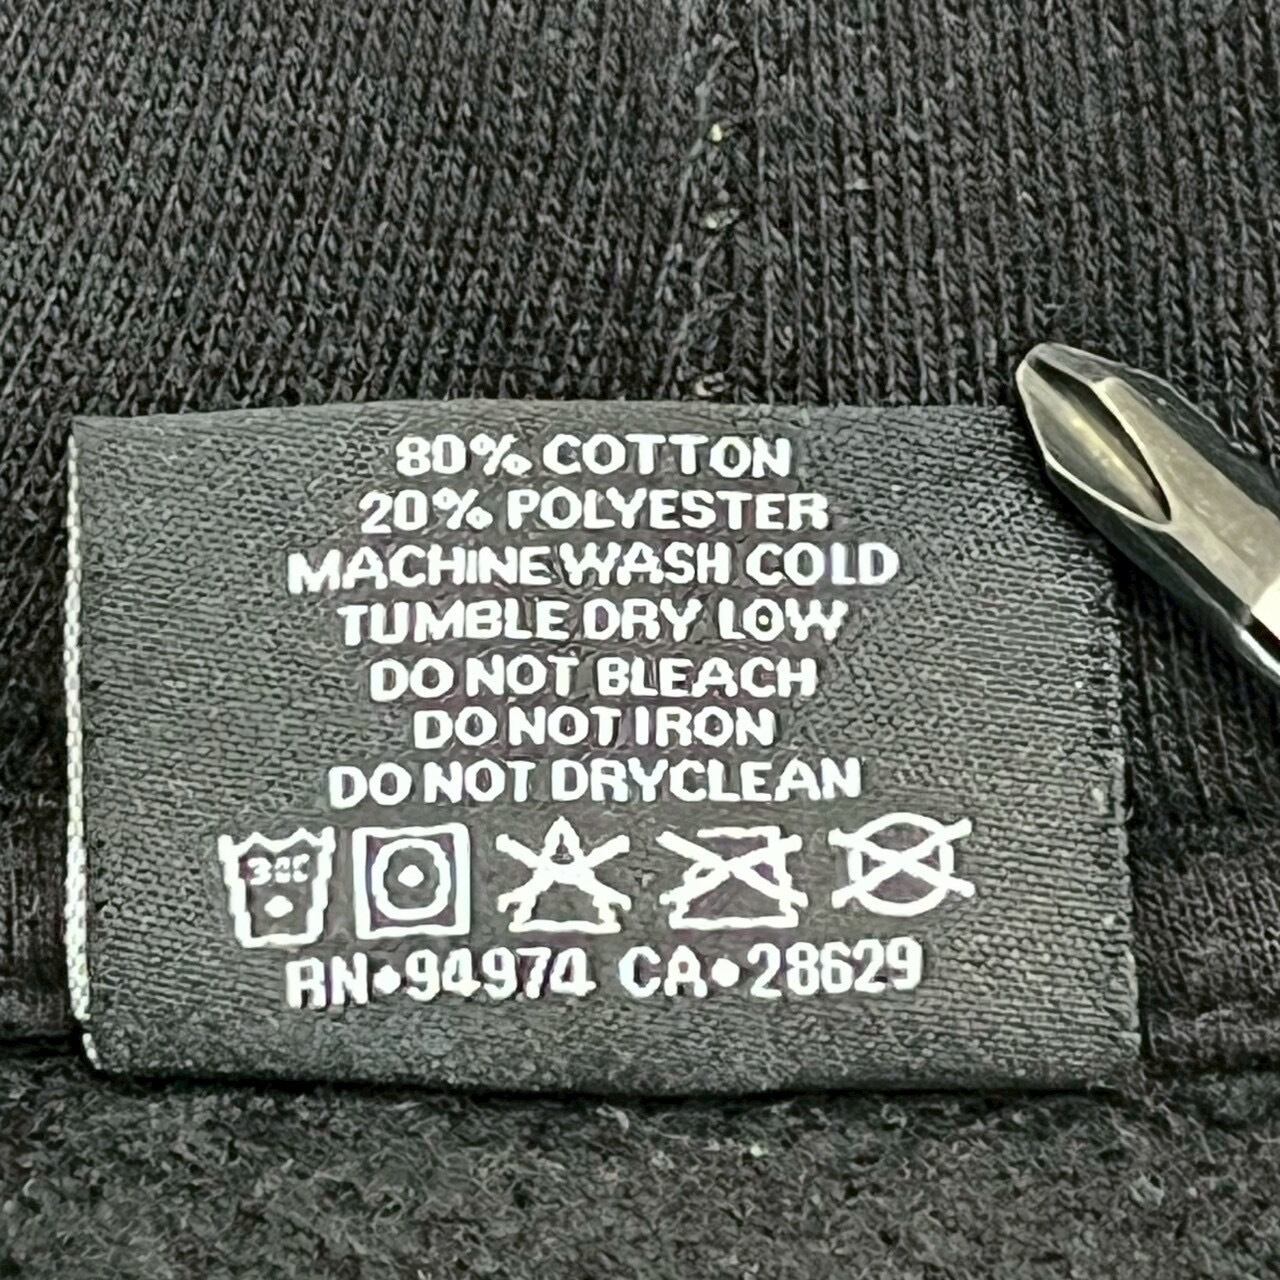 80% COTTON
20% POLYESTER
MACHINE WASH COLD
TUMBLE DRY LOW
DO NOT BLEACH
DO NOT IRON
DO NOT DRYCLEAN
RN•94974 CA•28629